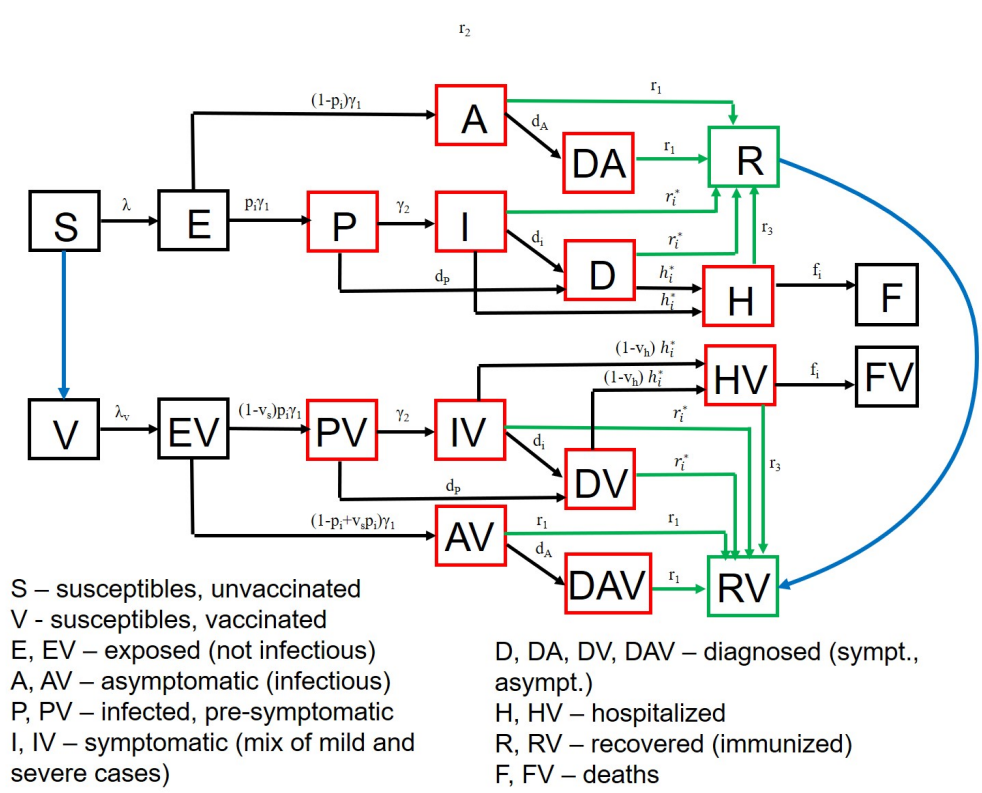 r₂
(1-pᵢ)γ₁
A
r₁
d_A
DA
r₁
R
S
λ
E
pᵢγ₁
P
γ₂
I
rᵢ*
dᵢ
d_P
D
rᵢ*
hᵢ*
hᵢ*
H
r₃
fᵢ
F
(1-vₕ) hᵢ*
(1-vₕ) hᵢ*
HV
fᵢ
FV
V
λᵥ
EV
(1-vₛ)pᵢγ₁
PV
γ₂
IV
rᵢ*
dᵢ
d_P
DV
rᵢ*
r₃
(1-pᵢ+vₛpᵢ)γ₁
AV
r₁
r₁
d_A
DAV
r₁
RV
S – susceptibles, unvaccinated
V - susceptibles, vaccinated
E, EV – exposed (not infectious)
A, AV – asymptomatic (infectious)
P, PV – infected, pre-symptomatic
I, IV – symptomatic (mix of mild and
severe cases)
D, DA, DV, DAV – diagnosed (sympt.,
asympt.)
H, HV – hospitalized
R, RV – recovered (immunized)
F, FV – deaths